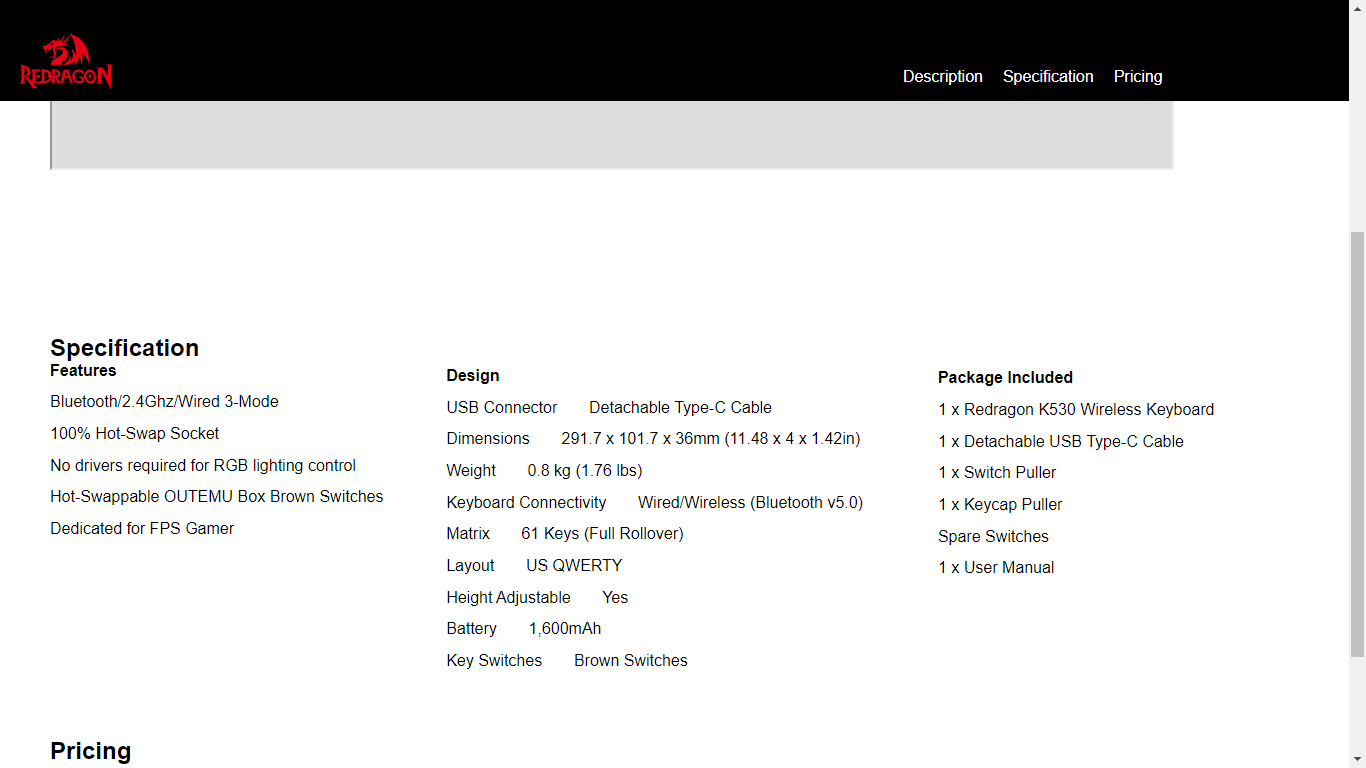 REDRAGON
Description Specification Pricing
Specification
Features
Bluetooth/2.4Ghz/Wired 3-Mode
100% Hot-Swap Socket
No drivers required for RGB lighting control
Hot-Swappable OUTEMU Box Brown Switches
Dedicated for FPS Gamer
Design
USB Connector Detachable Type-C Cable
Dimensions 291.7 x 101.7 x 36mm (11.48 x 4 x 1.42in)
Weight 0.8 kg (1.76 lbs)
Keyboard Connectivity Wired/Wireless (Bluetooth v5.0)
Matrix 61 Keys (Full Rollover)
Layout US QWERTY
Height Adjustable Yes
Battery 1,600mAh
Key Switches Brown Switches
Package Included
1 x Redragon K530 Wireless Keyboard
1 x Detachable USB Type-C Cable
1 x Switch Puller
1 x Keycap Puller
Spare Switches
1 x User Manual
Pricing